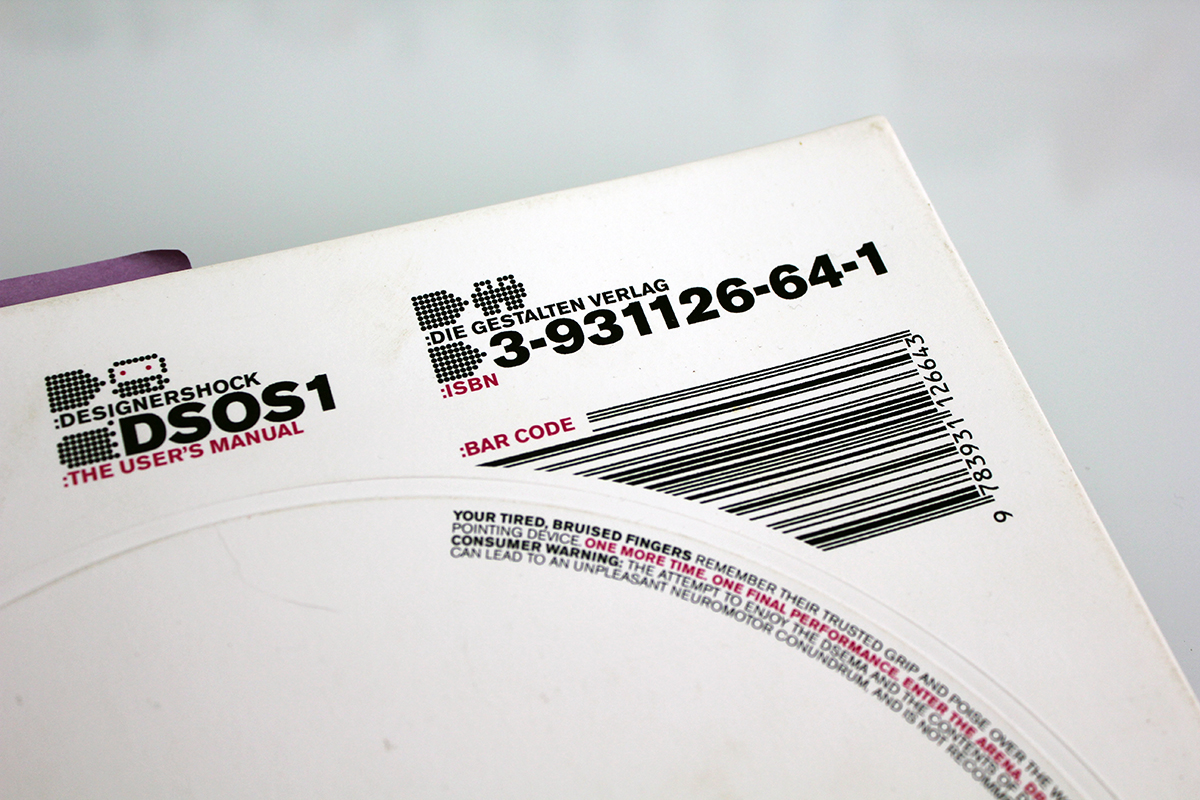 :DESIGNERSHOCK
DSOS1
:THE USER'S MANUAL
:DIE GESTALTEN VERLAG
3-931126-64-1
:ISBN
:BAR CODE
9 783931 126643
YOUR TIRED, BRUISED FINGERS REMEMBER THEIR TRUSTED GRIP AND POISE OVER THE
POINTING DEVICE. ONE MORE TIME. ONE FINAL PERFORMANCE. ENTER THE ARENA.
CONSUMER WARNING: THE ATTEMPT TO ENJOY THE DSEMA AND THE CONTENTS OF
CAN LEAD TO AN UNPLEASANT NEUROMOTOR CONUNDRUM. AND IS NOT